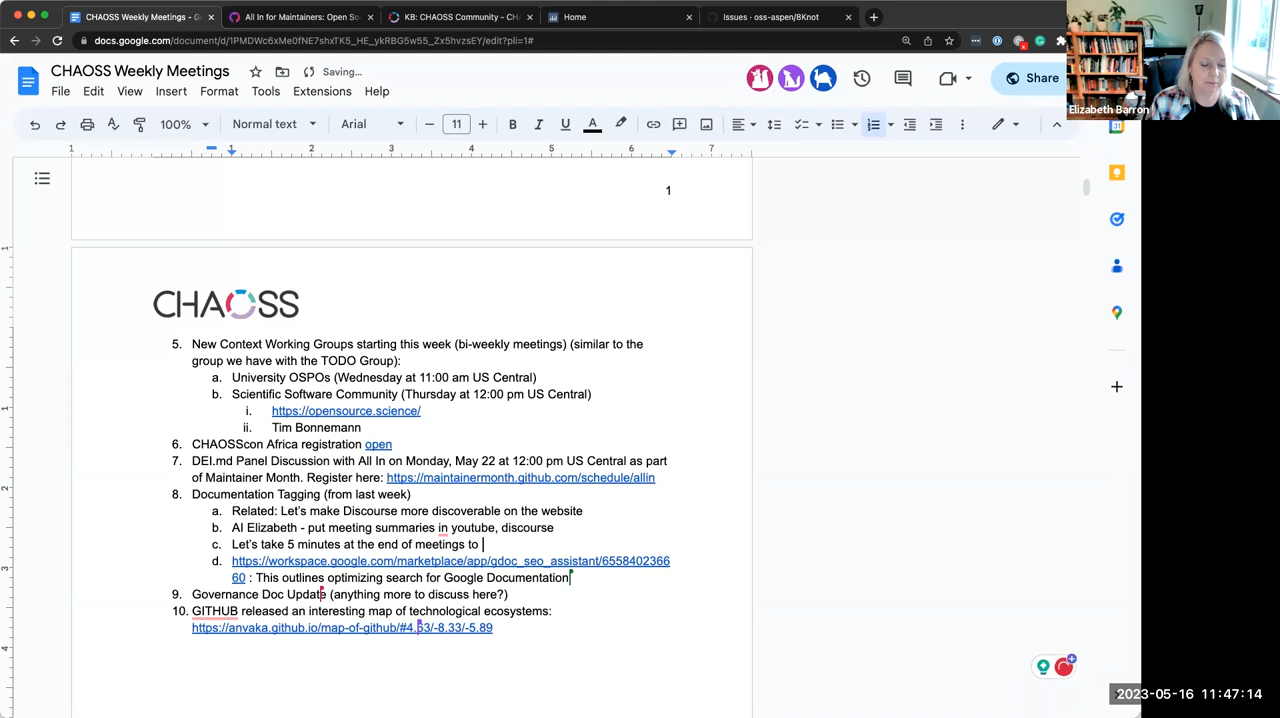 CHAOSS Weekly Meetings - G
All In for Maintainers: Open So
KB: CHAOSS Community - CHA
Home
Issues · oss-aspen/8Knot
docs.google.com/document/d/1PMDWc6xMe0fNE7shxTK5_HE_ykRBG5w55_Zx5hvzsEY/edit?pli=1#
CHAOSS Weekly Meetings
Saving...
File Edit View Insert Format Tools Extensions Help
Share
Elizabeth Barron
100% Normal text Arial 11 B I U A
1 1 2 3 4 5 6 7
1
CHAOSS
5. New Context Working Groups starting this week (bi-weekly meetings) (similar to the
group we have with the TODO Group):
a. University OSPOs (Wednesday at 11:00 am US Central)
b. Scientific Software Community (Thursday at 12:00 pm US Central)
i. https://opensource.science/
ii. Tim Bonnemann
6. CHAOSScon Africa registration open
7. DEI.md Panel Discussion with All In on Monday, May 22 at 12:00 pm US Central as part
of Maintainer Month. Register here: https://maintainermonth.github.com/schedule/allin
8. Documentation Tagging (from last week)
a. Related: Let's make Discourse more discoverable on the website
b. AI Elizabeth - put meeting summaries in youtube, discourse
c. Let's take 5 minutes at the end of meetings to
d. https://workspace.google.com/marketplace/app/gdoc_seo_assistant/6558402366
60 : This outlines optimizing search for Google Documentation
9. Governance Doc Update (anything more to discuss here?)
10. GITHUB released an interesting map of technological ecosystems:
https://anvaka.github.io/map-of-github/#4.63/-8.33/-5.89
2023-05-16 11:47:14